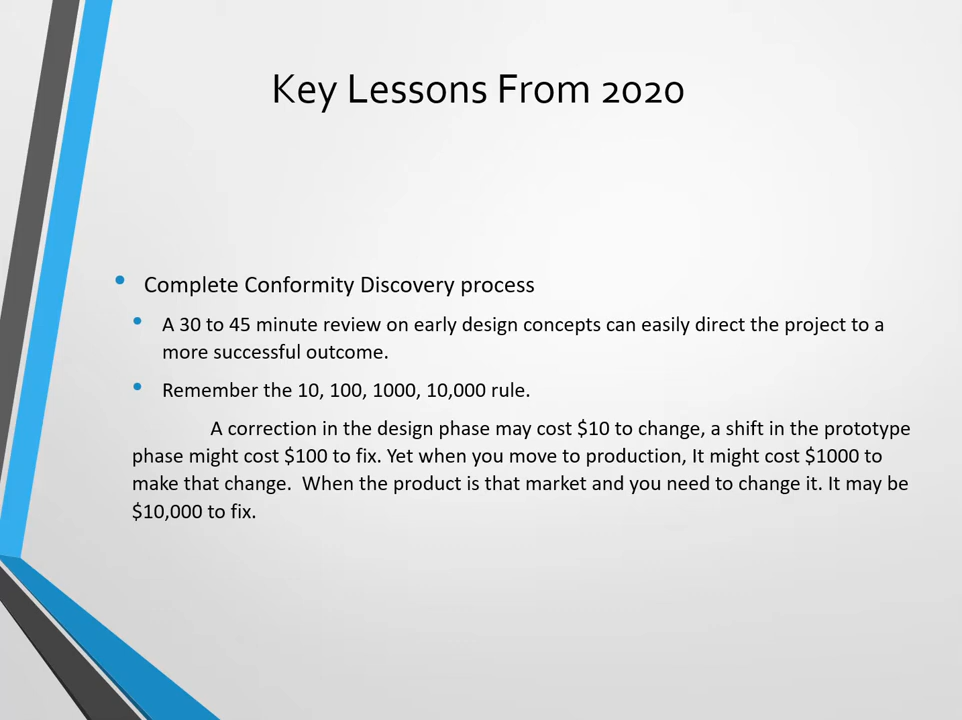 Key Lessons From 2020
• Complete Conformity Discovery process
• A 30 to 45 minute review on early design concepts can easily direct the project to a
more successful outcome.
• Remember the 10, 100, 1000, 10,000 rule.
A correction in the design phase may cost $10 to change, a shift in the prototype
phase might cost $100 to fix. Yet when you move to production, It might cost $1000 to
make that change.  When the product is that market and you need to change it. It may be
$10,000 to fix.